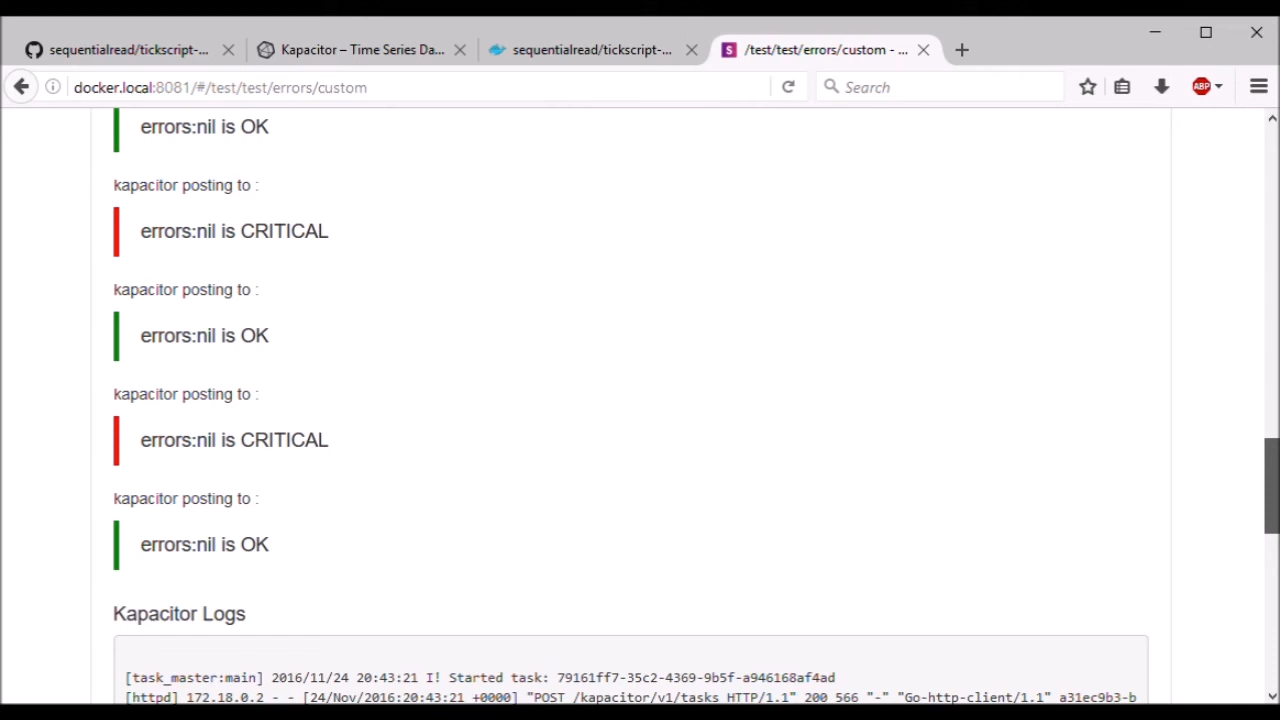 sequentialread/tickscript-...
Kapacitor – Time Series Da...
sequentialread/tickscript-...
/test/test/errors/custom - ...
docker.local:8081/#/test/test/errors/custom
Search
ABP
errors:nil is OK
kapacitor posting to :
errors:nil is CRITICAL
kapacitor posting to :
errors:nil is OK
kapacitor posting to :
errors:nil is CRITICAL
kapacitor posting to :
errors:nil is OK
Kapacitor Logs
[task_master:main] 2016/11/24 20:43:21 I! Started task: 79161ff7-35c2-4369-9b5f-a946168af4ad
[httpd] 172.18.0.2 - - [24/Nov/2016:20:43:21 +0000] "POST /kapacitor/v1/tasks HTTP/1.1" 200 566 "-" "Go-http-client/1.1" a31ec9b3-b